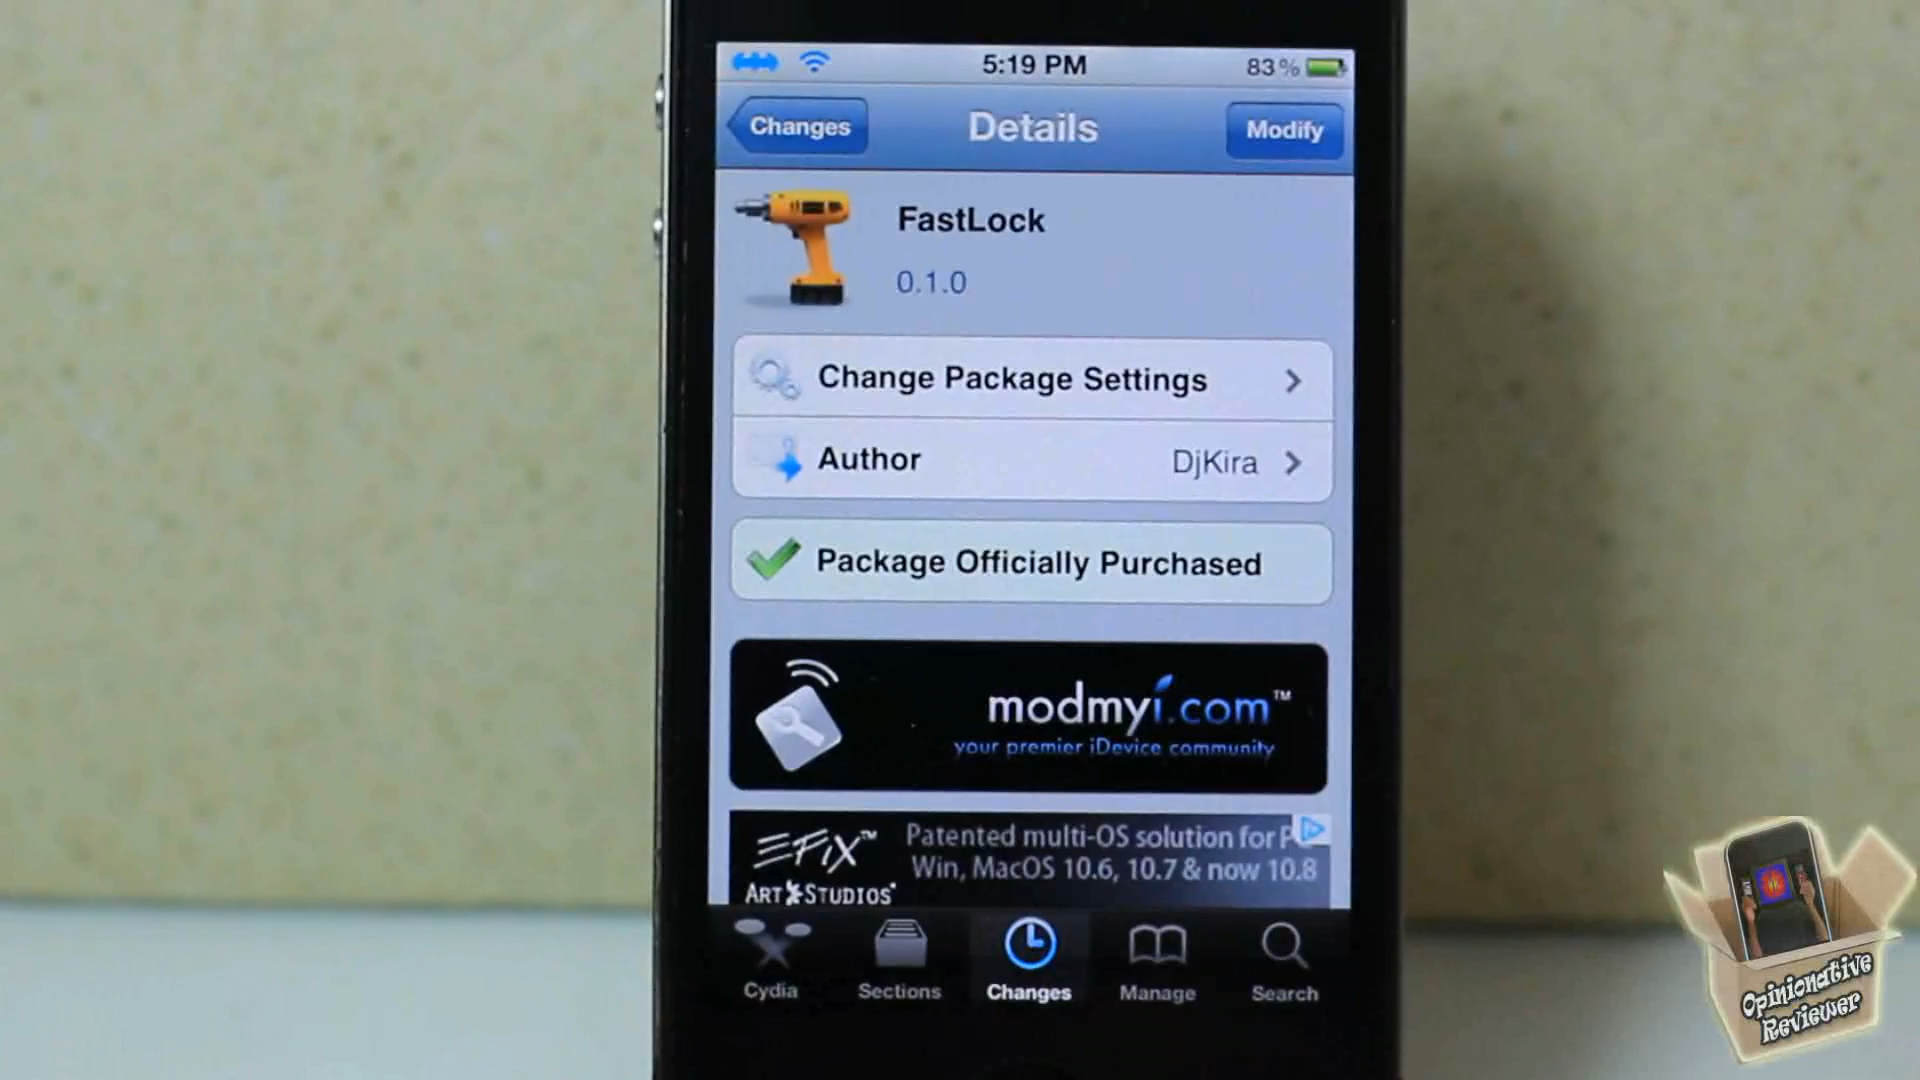 5:19 PM
83%
Changes
Details
Modify
FastLock
0.1.0
Change Package Settings
Author
DjKira
Package Officially Purchased
modmyi.com™
your premier iDevice community
EFIX™
ART STUDIOS
Patented multi-OS solution for
Win, MacOS 10.6, 10.7 & now 10.8
Cydia
Sections
Changes
Manage
Search
Opinionative
Reviewer